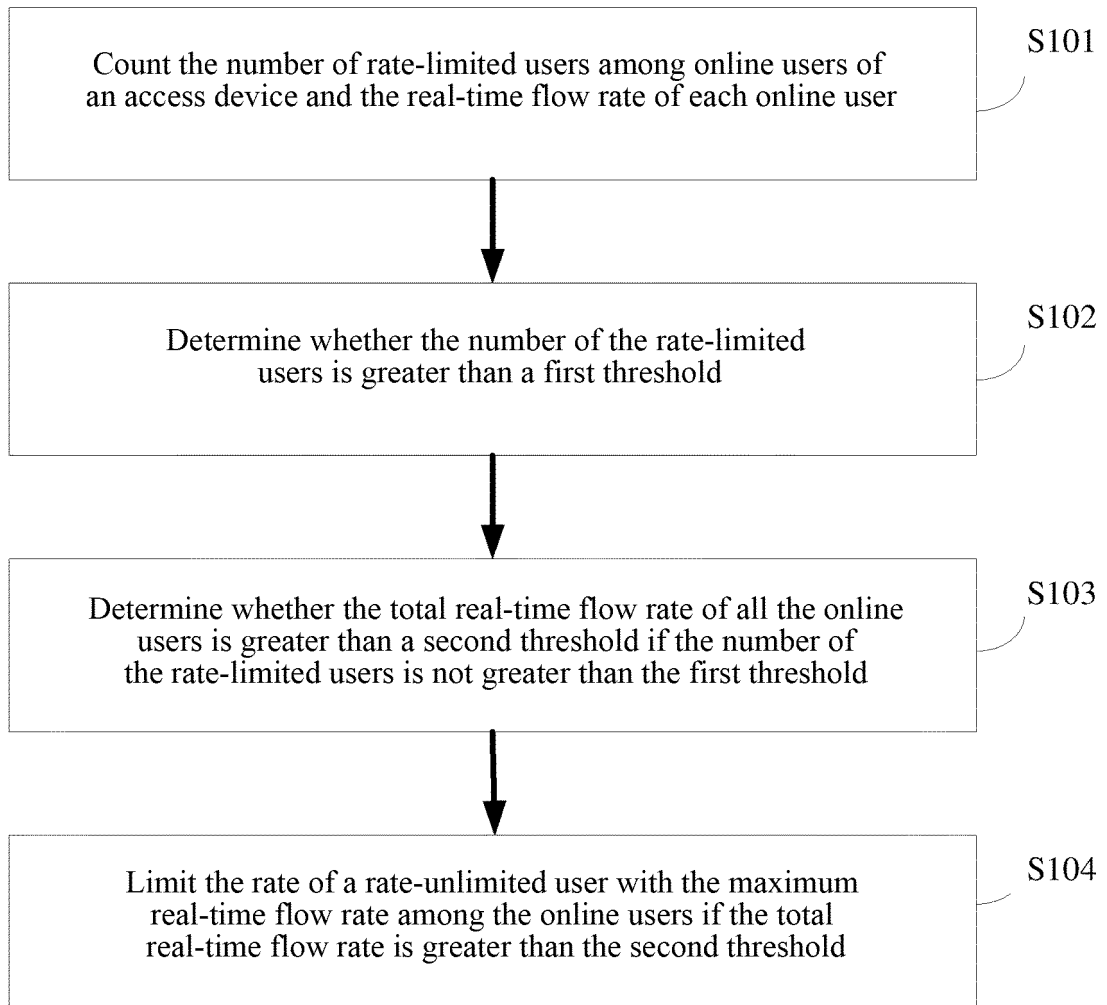 S101
Count the number of rate-limited users among online users of
an access device and the real-time flow rate of each online user
S102
Determine whether the number of the rate-limited
users is greater than a first threshold
S103
Determine whether the total real-time flow rate of all the online
users is greater than a second threshold if the number of
the rate-limited users is not greater than the first threshold
S104
Limit the rate of a rate-unlimited user with the maximum
real-time flow rate among the online users if the total
real-time flow rate is greater than the second threshold